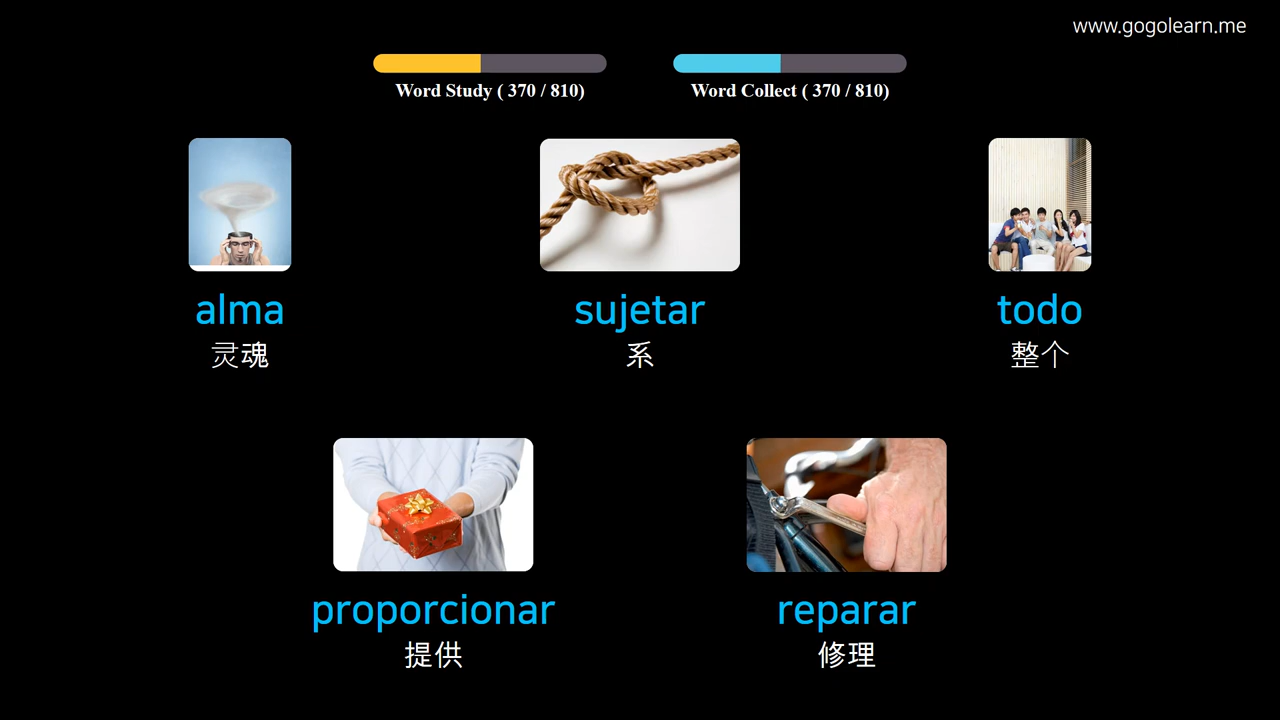 www.gogolearn.me
Word Study ( 370 / 810)
Word Collect ( 370 / 810)
alma
灵魂
sujetar
系
todo
整个
proporcionar
提供
reparar
修理